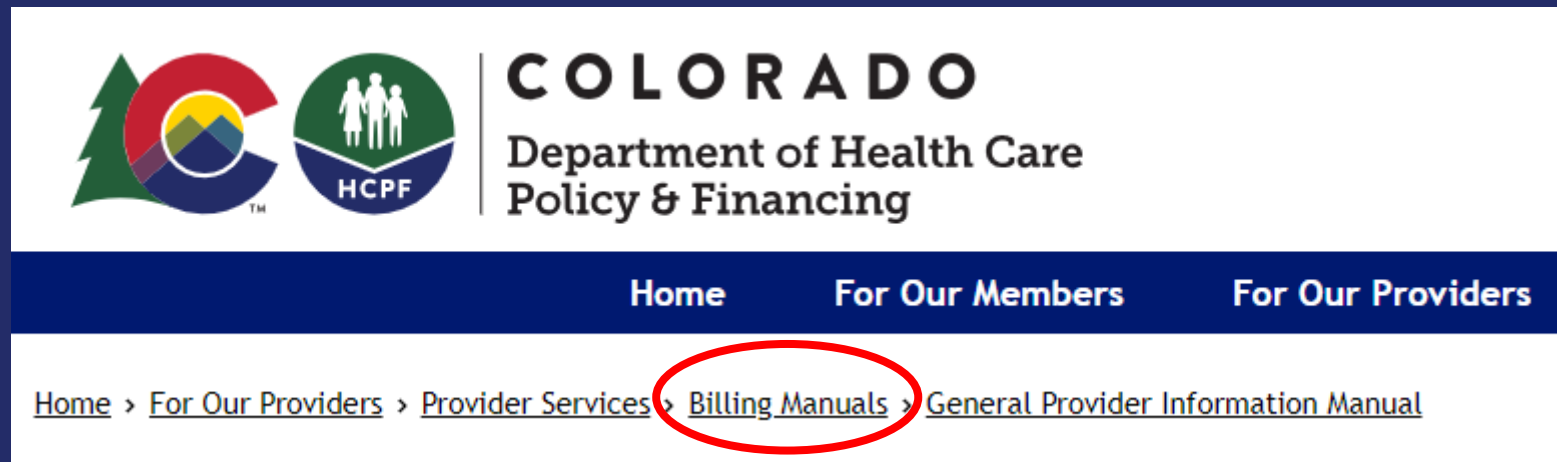 COLORADO
Department of Health Care
Policy & Financing
HCPF
TM
Home For Our Members For Our Providers
Home › For Our Providers › Provider Services › Billing Manuals › General Provider Information Manual